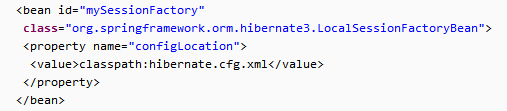 <bean id="mySessionFactory"
class="org.springframework.orm.hibernate3.LocalSessionFactoryBean">
<property name="configLocation">
<value>classpath:hibernate.cfg.xml</value>
</property>
</bean>